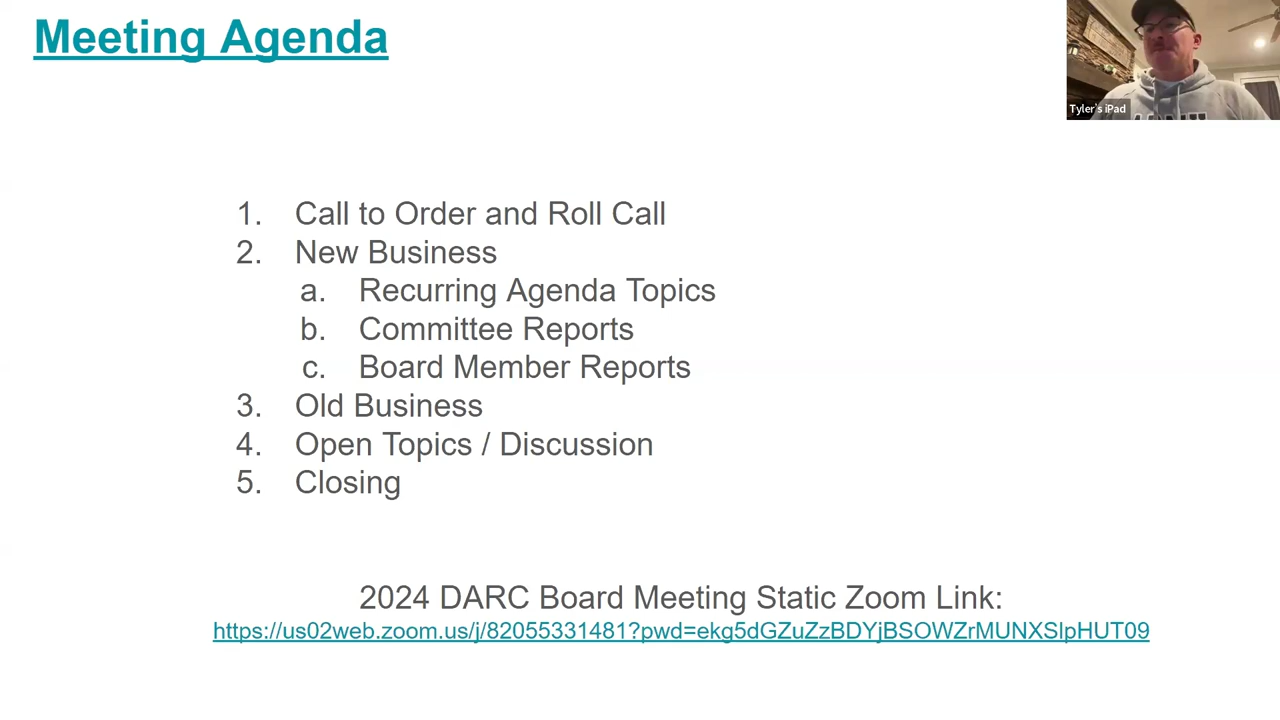 Meeting Agenda
Tyler's iPad
1. Call to Order and Roll Call
2. New Business
a. Recurring Agenda Topics
b. Committee Reports
c. Board Member Reports
3. Old Business
4. Open Topics / Discussion
5. Closing
2024 DARC Board Meeting Static Zoom Link:
https://us02web.zoom.us/j/82055331481?pwd=ekg5dGZuZzBDYjBSOWZrMUNXSlpHUT09